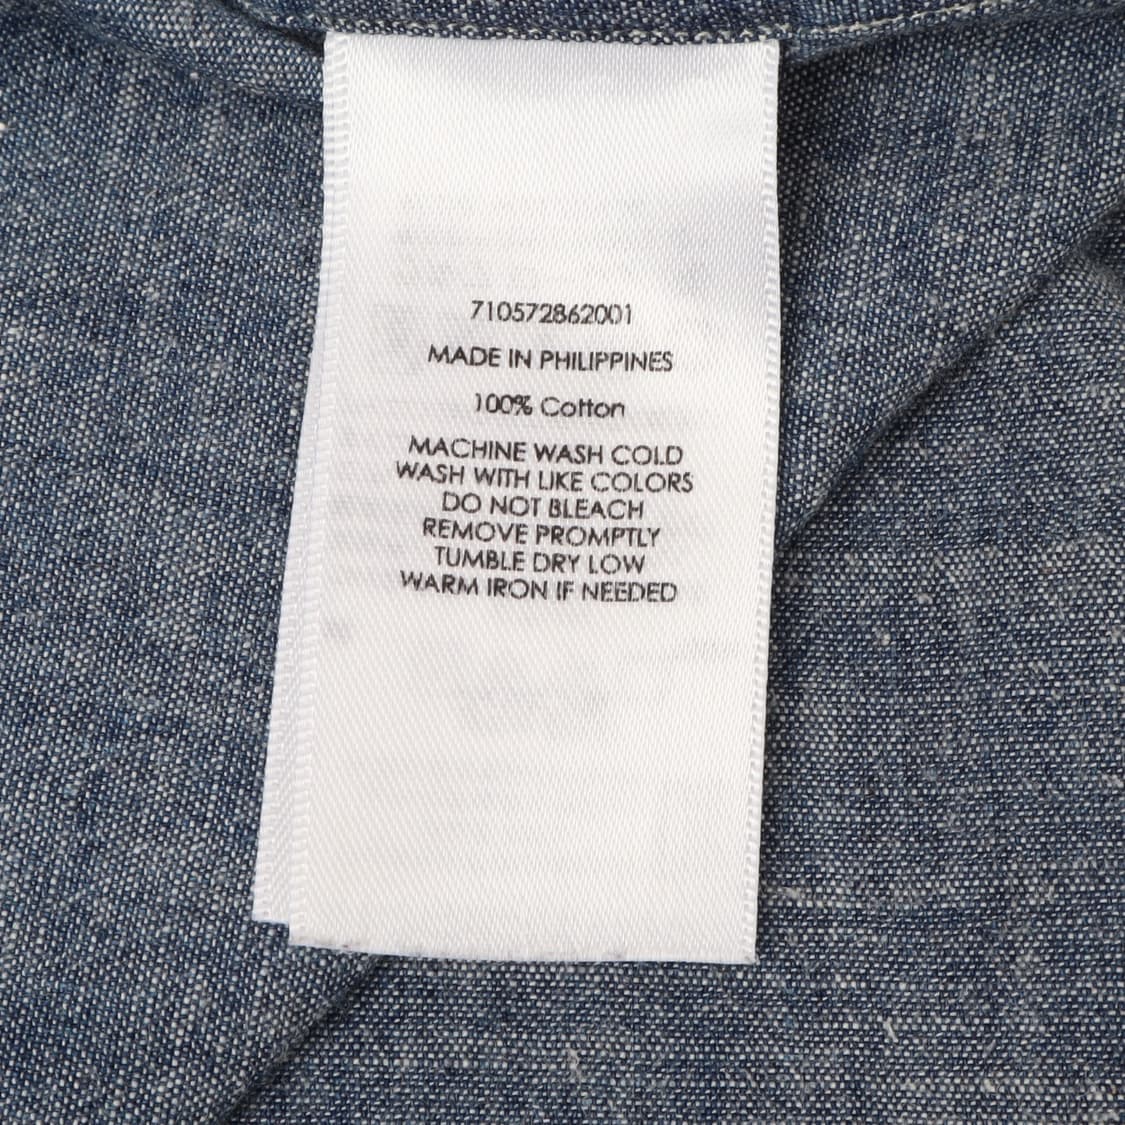 710572862001
MADE IN PHILIPPINES
100% Cotton
MACHINE WASH COLD
WASH WITH LIKE COLORS
DO NOT BLEACH
REMOVE PROMPTLY
TUMBLE DRY LOW
WARM IRON IF NEEDED